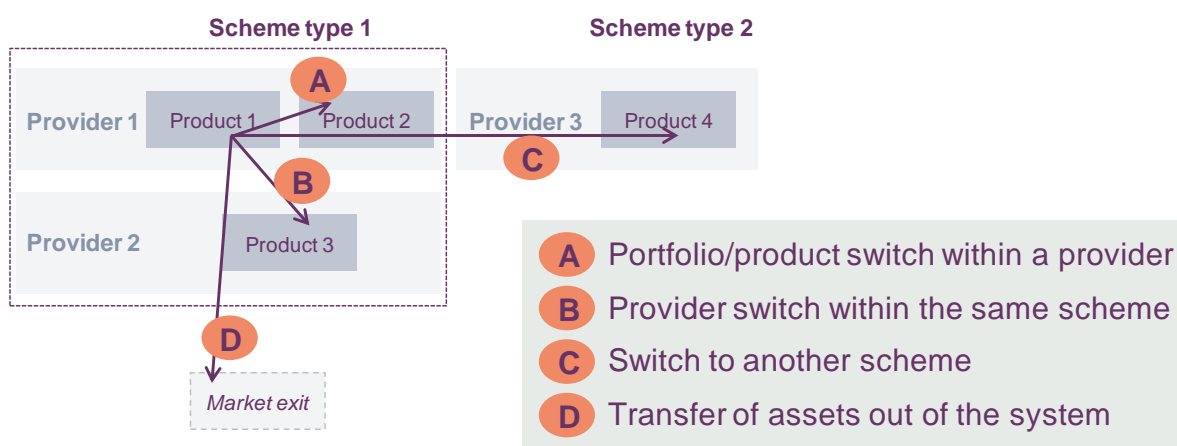 Scheme type 1
Scheme type 2
A
Provider 1
Product 1
Product 2
Provider 3
Product 4
C
B
Provider 2
Product 3
D
Market exit
A Portfolio/product switch within a provider
B Provider switch within the same scheme
C Switch to another scheme
D Transfer of assets out of the system